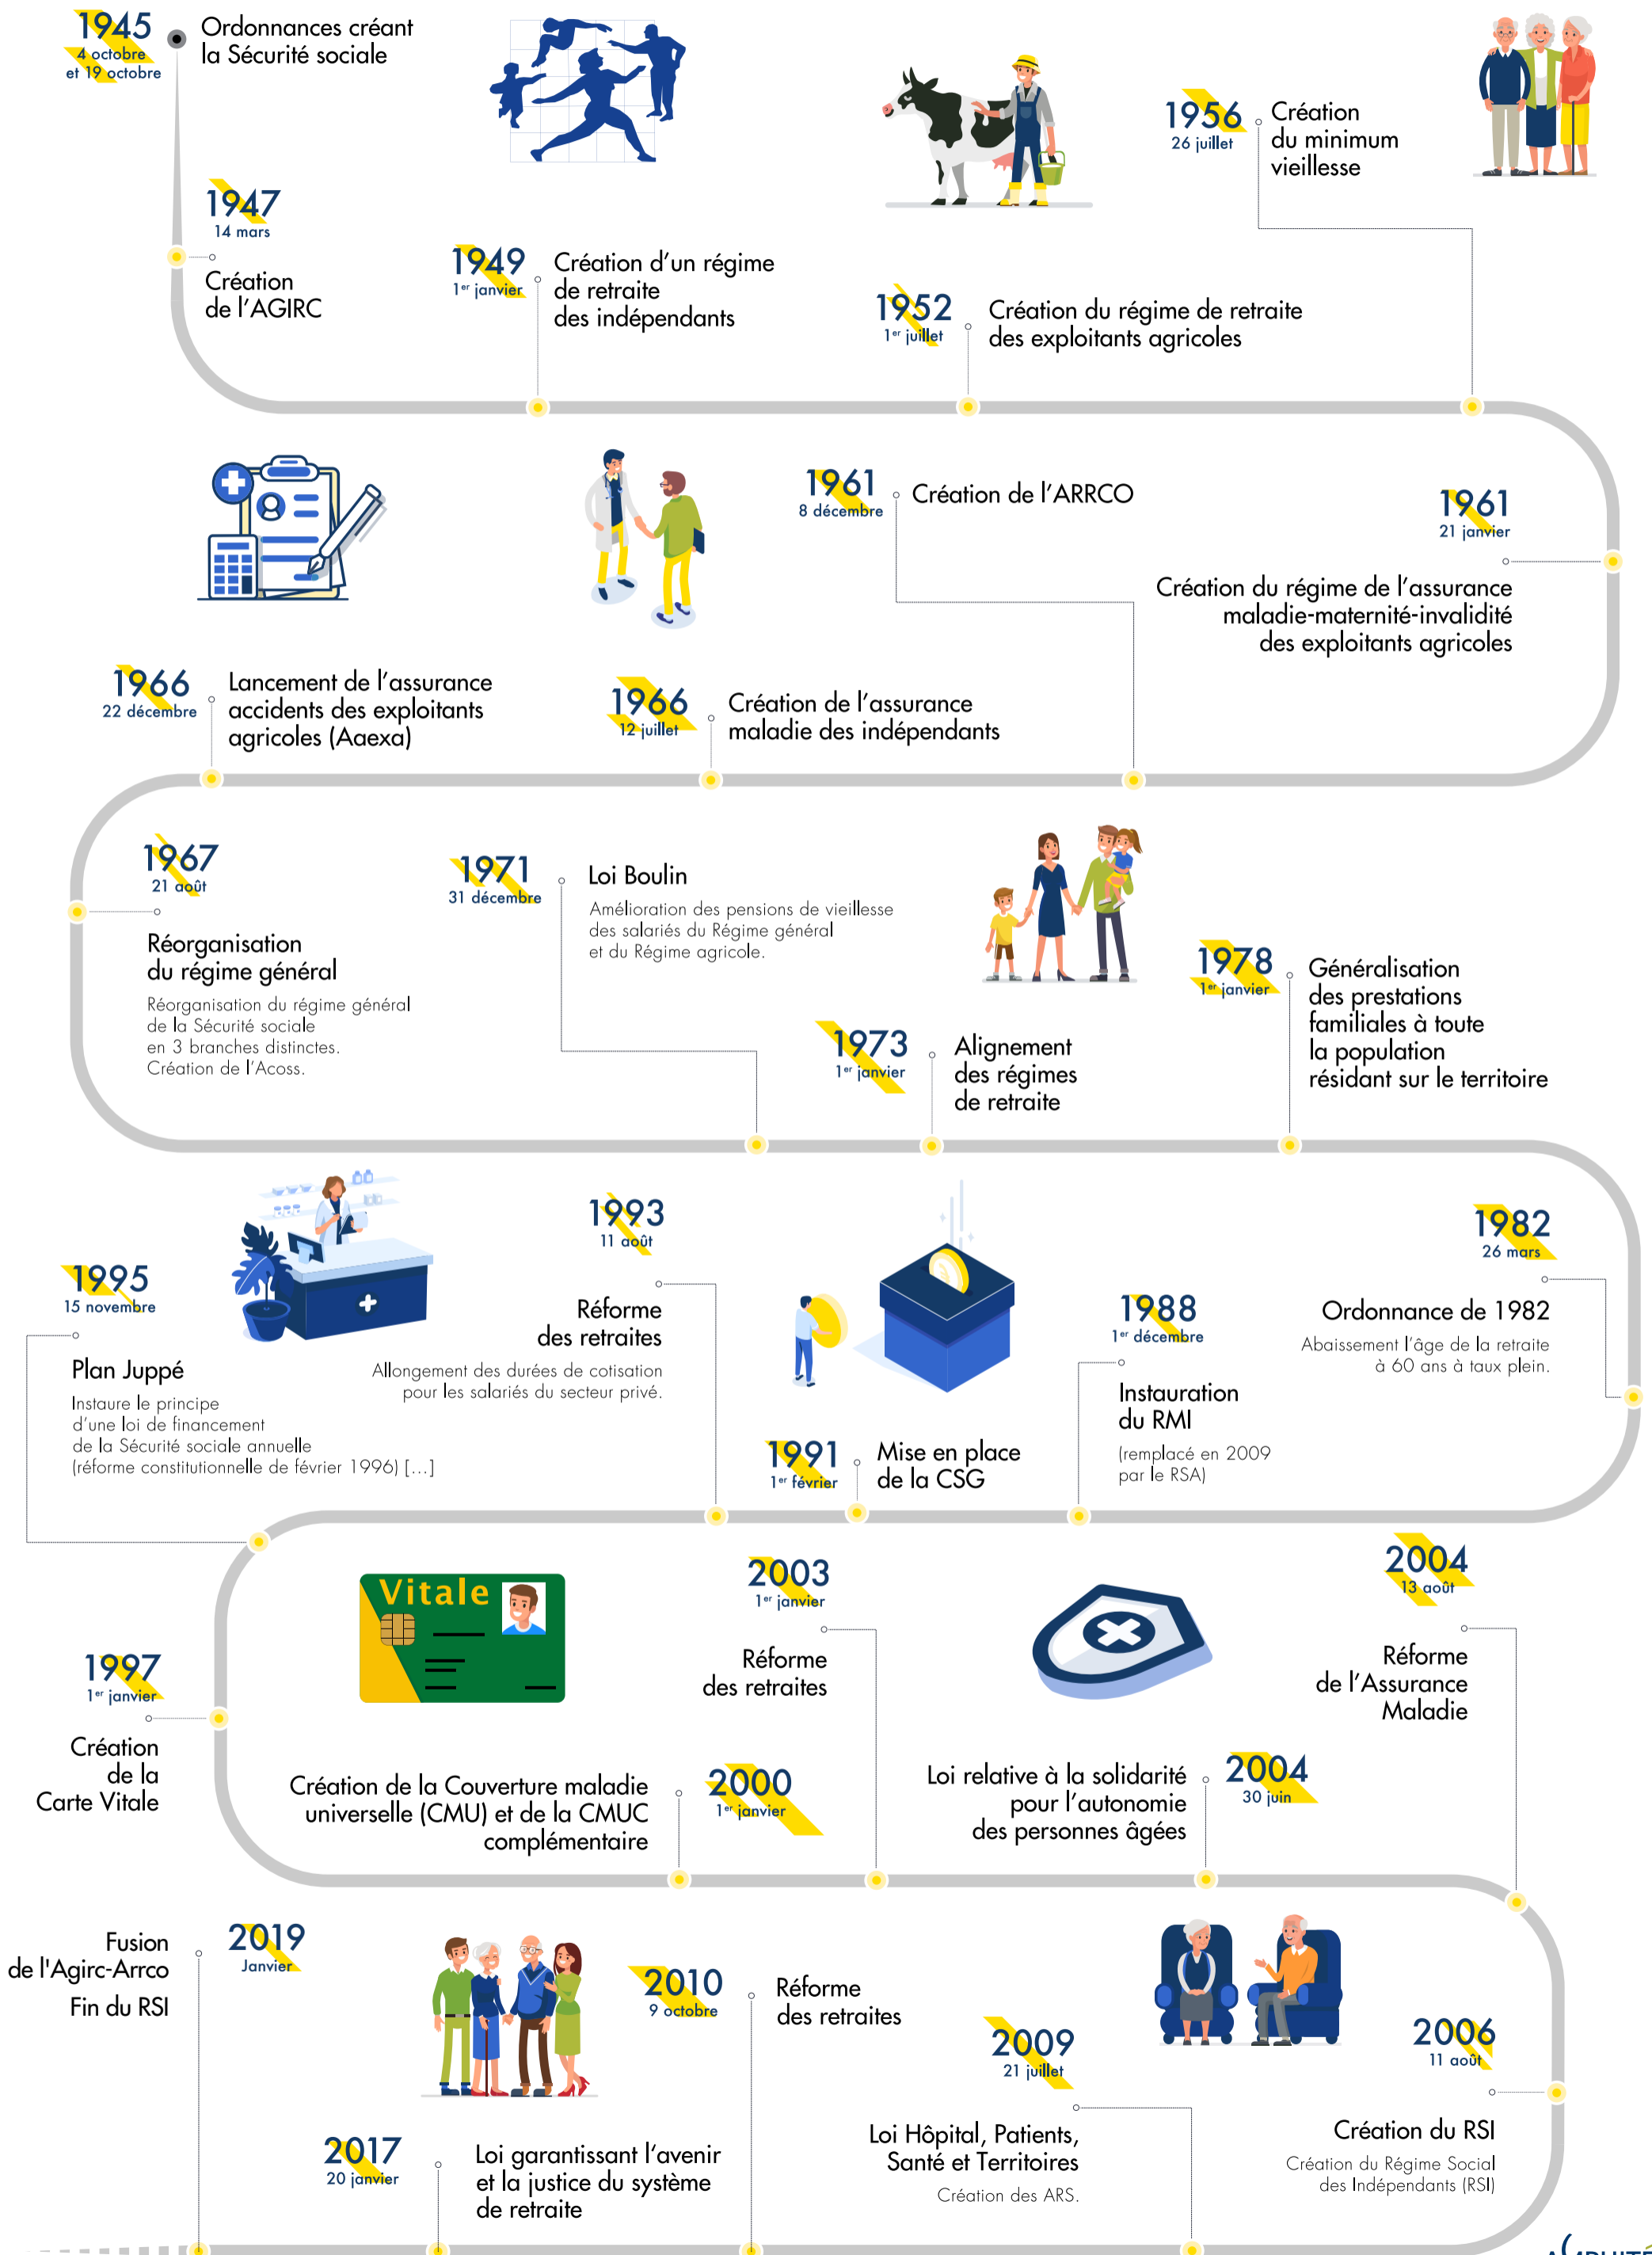 1945
4 octobre
et 19 octobre
Ordonnances créant
la Sécurité sociale
1947
14 mars
Création
de l'AGIRC
1949
1er janvier
Création d'un régime
de retraite
des indépendants
1952
1er juillet
Création du régime de retraite
des exploitants agricoles
1956
26 juillet
Création
du minimum
vieillesse
1961
21 janvier
Création du régime de l'assurance
maladie-maternité-invalidité
des exploitants agricoles
1961
8 décembre
Création de l'ARRCO
1966
12 juillet
Création de l'assurance
maladie des indépendants
1966
22 décembre
Lancement de l'assurance
accidents des exploitants
agricoles (Aaexa)
1967
21 août
Réorganisation
du régime général
Réorganisation du régime général
de la Sécurité sociale
en 3 branches distinctes.
Création de l'Acoss.
1971
31 décembre
Loi Boulin
Amélioration des pensions de vieillesse
des salariés du Régime général
et du Régime agricole.
1973
1er janvier
Alignement
des régimes
de retraite
1978
1er janvier
Généralisation
des prestations
familiales à toute
la population
résidant sur le territoire
1982
26 mars
Ordonnance de 1982
Abaissement l'âge de la retraite
à 60 ans à taux plein.
1988
1er décembre
Instauration
du RMI
(remplacé en 2009
par le RSA)
1991
1er février
Mise en place
de la CSG
1993
11 août
Réforme
des retraites
Allongement des durées de cotisation
pour les salariés du secteur privé.
1995
15 novembre
Plan Juppé
Instaure le principe
d'une loi de financement
de la Sécurité sociale annuelle
(réforme constitutionnelle de février 1996) [...]
Vitale
1997
1er janvier
Création
de la
Carte Vitale
2000
1er janvier
Création de la Couverture maladie
universelle (CMU) et de la CMUC
complémentaire
2003
1er janvier
Réforme
des retraites
2004
30 juin
Loi relative à la solidarité
pour l'autonomie
des personnes âgées
2004
13 août
Réforme
de l'Assurance
Maladie
2006
11 août
Création du RSI
Création du Régime Social
des Indépendants (RSI)
2009
21 juillet
Loi Hôpital, Patients,
Santé et Territoires
Création des ARS.
2010
9 octobre
Réforme
des retraites
2017
20 janvier
Loi garantissant l'avenir
et la justice du système
de retraite
2019
Janvier
Fusion
de l'Agirc-Arrco
Fin du RSI